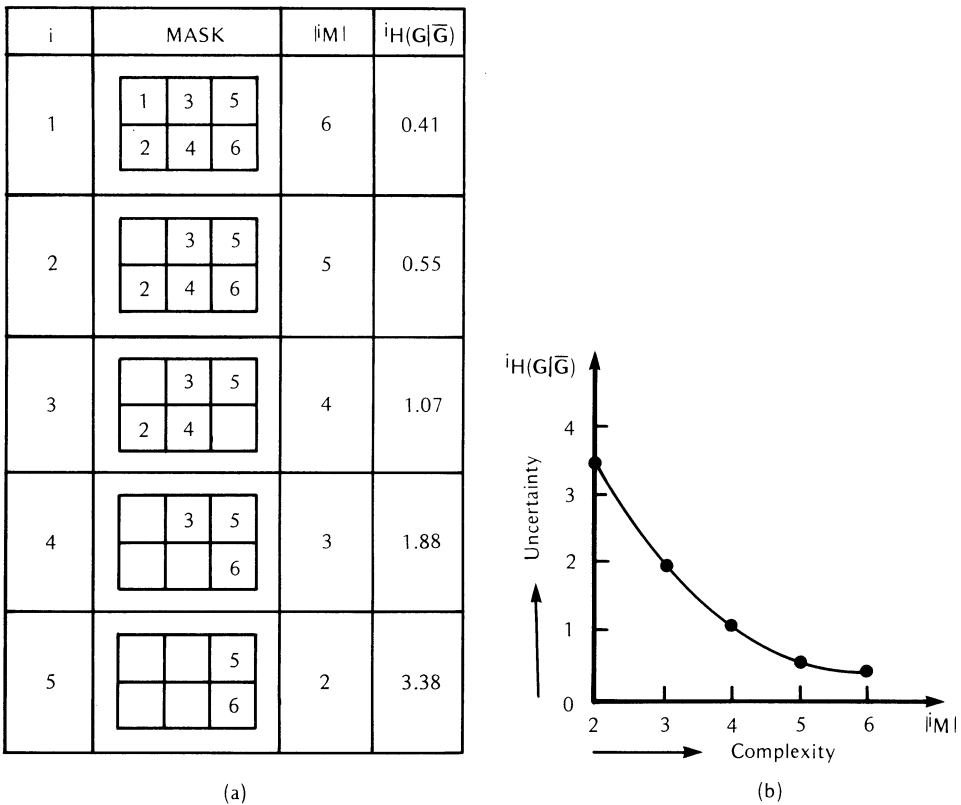 i MASK |ⁱM| ⁱH(G|G̅)
1 3 5
1 6 0.41
2 4 6
3 5
2 5 0.55
2 4 6
3 5
3 4 1.07
2 4
3 5
4 3 1.88
6
5
5 2 3.38
6
(a)
ⁱH(G|G̅)
4
3
2
1
0
Uncertainty
2 3 4 5 6 |ⁱM|
Complexity
(b)